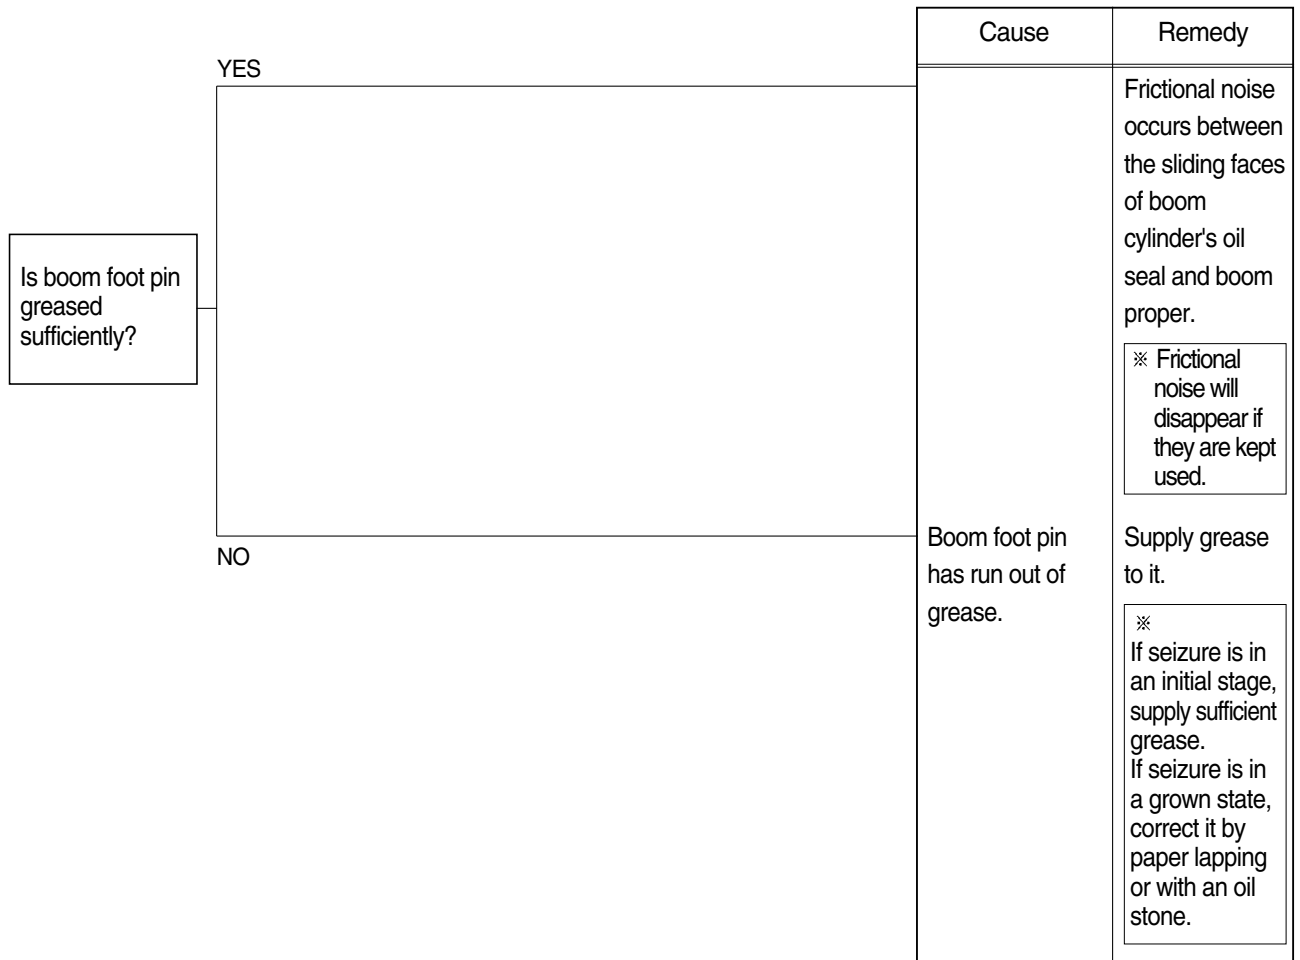 Cause
Remedy
YES
Frictional noise
occurs between
the sliding faces
of boom
cylinder's oil
seal and boom
proper.
※ Frictional
noise will
disappear if
they are kept
used.
Is boom foot pin
greased
sufficiently?
NO
Boom foot pin
has run out of
grease.
Supply grease
to it.
※
If seizure is in
an initial stage,
supply sufficient
grease.
If seizure is in
a grown state,
correct it by
paper lapping
or with an oil
stone.